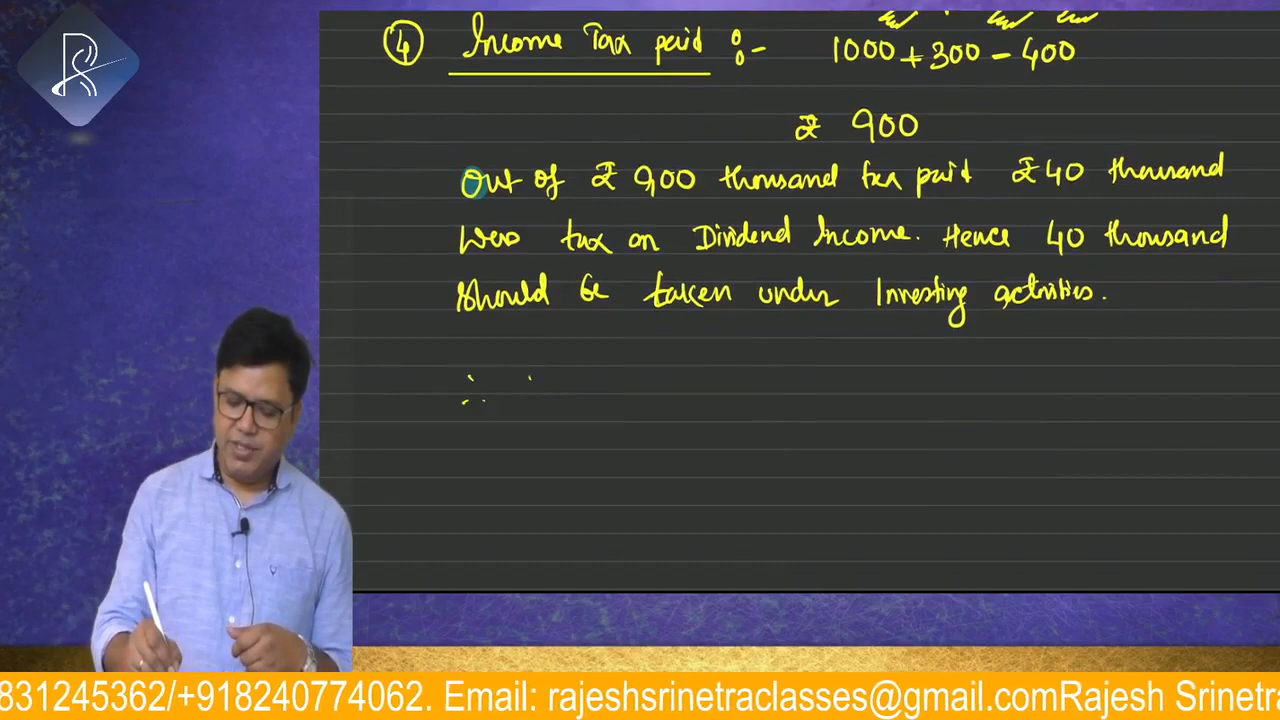 ④ Income Tax paid :- 1000 + 300 - 400
₹ 900
Out of ₹ 900 thousand tax paid ₹ 40 thousand
were tax on Dividend Income. Hence 40 thousand
should be taken under Investing activities.
∴
831245362/+918240774062. Email: rajeshsrinetraclasses@gmail.comRajesh Srinetra